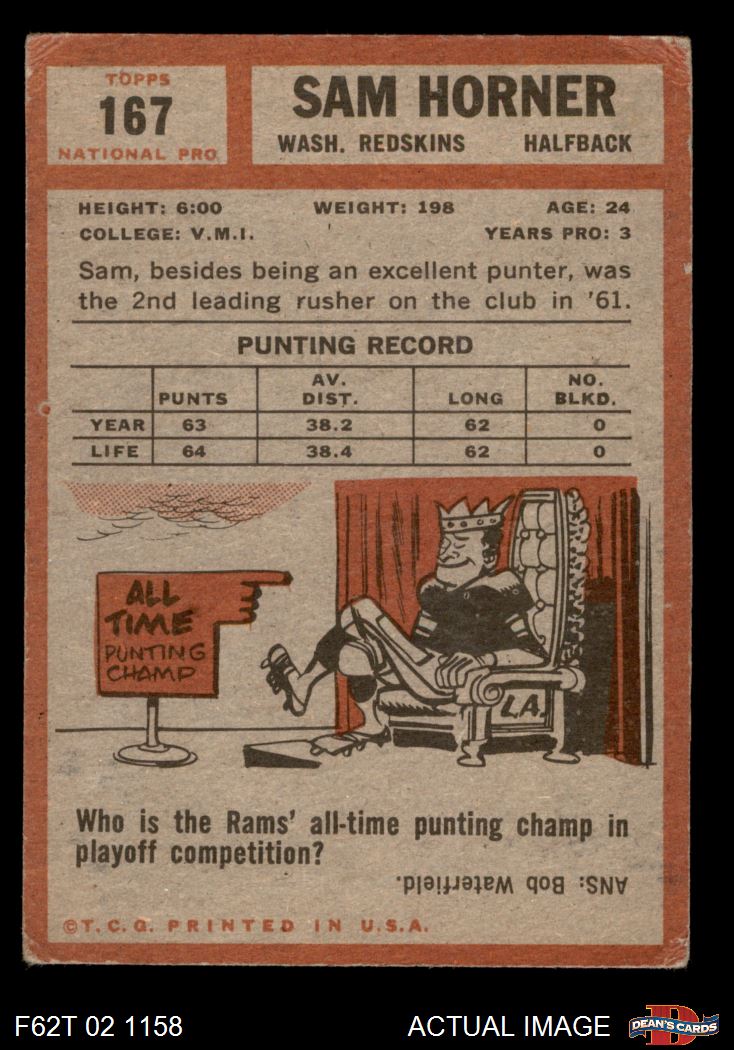 TOPPS
167
NATIONAL PRO
SAM HORNER
WASH. REDSKINS HALFBACK
HEIGHT: 6:00 WEIGHT: 198 AGE: 24
COLLEGE: V.M.I. YEARS PRO: 3
Sam, besides being an excellent punter, was
the 2nd leading rusher on the club in '61.
PUNTING RECORD
PUNTS AV. DIST. LONG NO. BLKD.
YEAR 63 38.2 62 0
LIFE 64 38.4 62 0
ALL
TIME
PUNTING
CHAMP
L.A.
Who is the Rams' all-time punting champ in
playoff competition?
ANS: Bob Waterfield.
©T.C.G. PRINTED IN U.S.A.
F62T 02 1158 ACTUAL IMAGE
D
DEAN'S CARDS